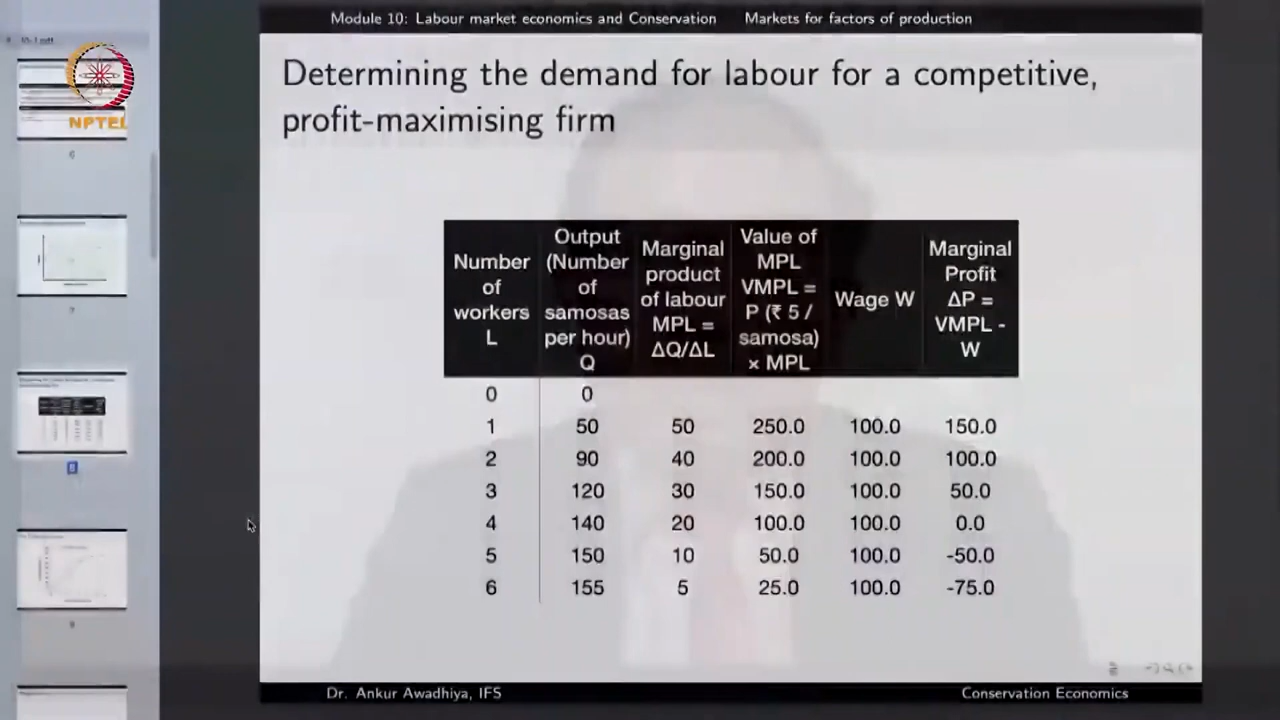 Module 10: Labour market economics and Conservation Markets for factors of production
NPTEL
Determining the demand for labour for a competitive,
profit-maximising firm
Number of workers L | Output (Number of samosas per hour) Q | Marginal product of labour MPL = ΔQ/ΔL | Value of MPL VMPL = P (₹ 5 / samosa) × MPL | Wage W | Marginal Profit ΔP = VMPL - W
0 0
1 50 50 250.0 100.0 150.0
2 90 40 200.0 100.0 100.0
3 120 30 150.0 100.0 50.0
4 140 20 100.0 100.0 0.0
5 150 10 50.0 100.0 -50.0
6 155 5 25.0 100.0 -75.0
Dr. Ankur Awadhiya, IFS Conservation Economics